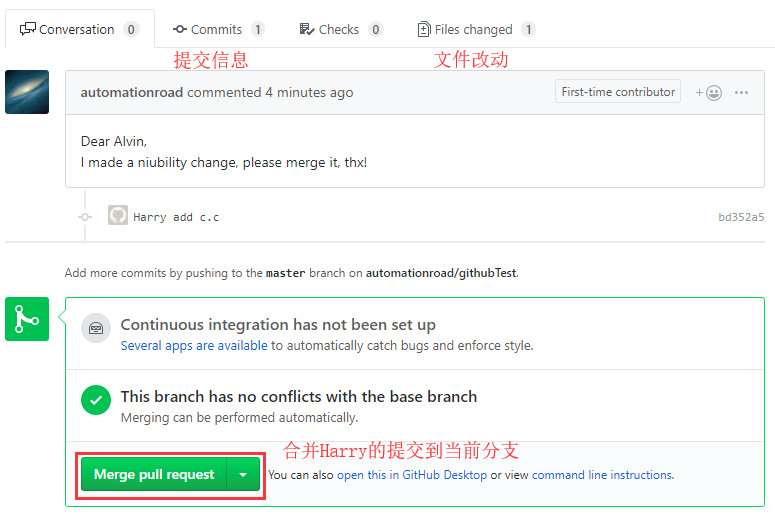 Conversation 0 Commits 1 Checks 0 Files changed 1
提交信息 文件改动
automationroad commented 4 minutes ago First-time contributor
Dear Alvin,
I made a niubility change, please merge it, thx!
Harry add c.c bd352a5
Add more commits by pushing to the master branch on automationroad/githubTest.
Continuous integration has not been set up
Several apps are available to automatically catch bugs and enforce style.
This branch has no conflicts with the base branch
Merging can be performed automatically.
合并Harry的提交到当前分支
Merge pull request You can also open this in GitHub Desktop or view command line instructions.